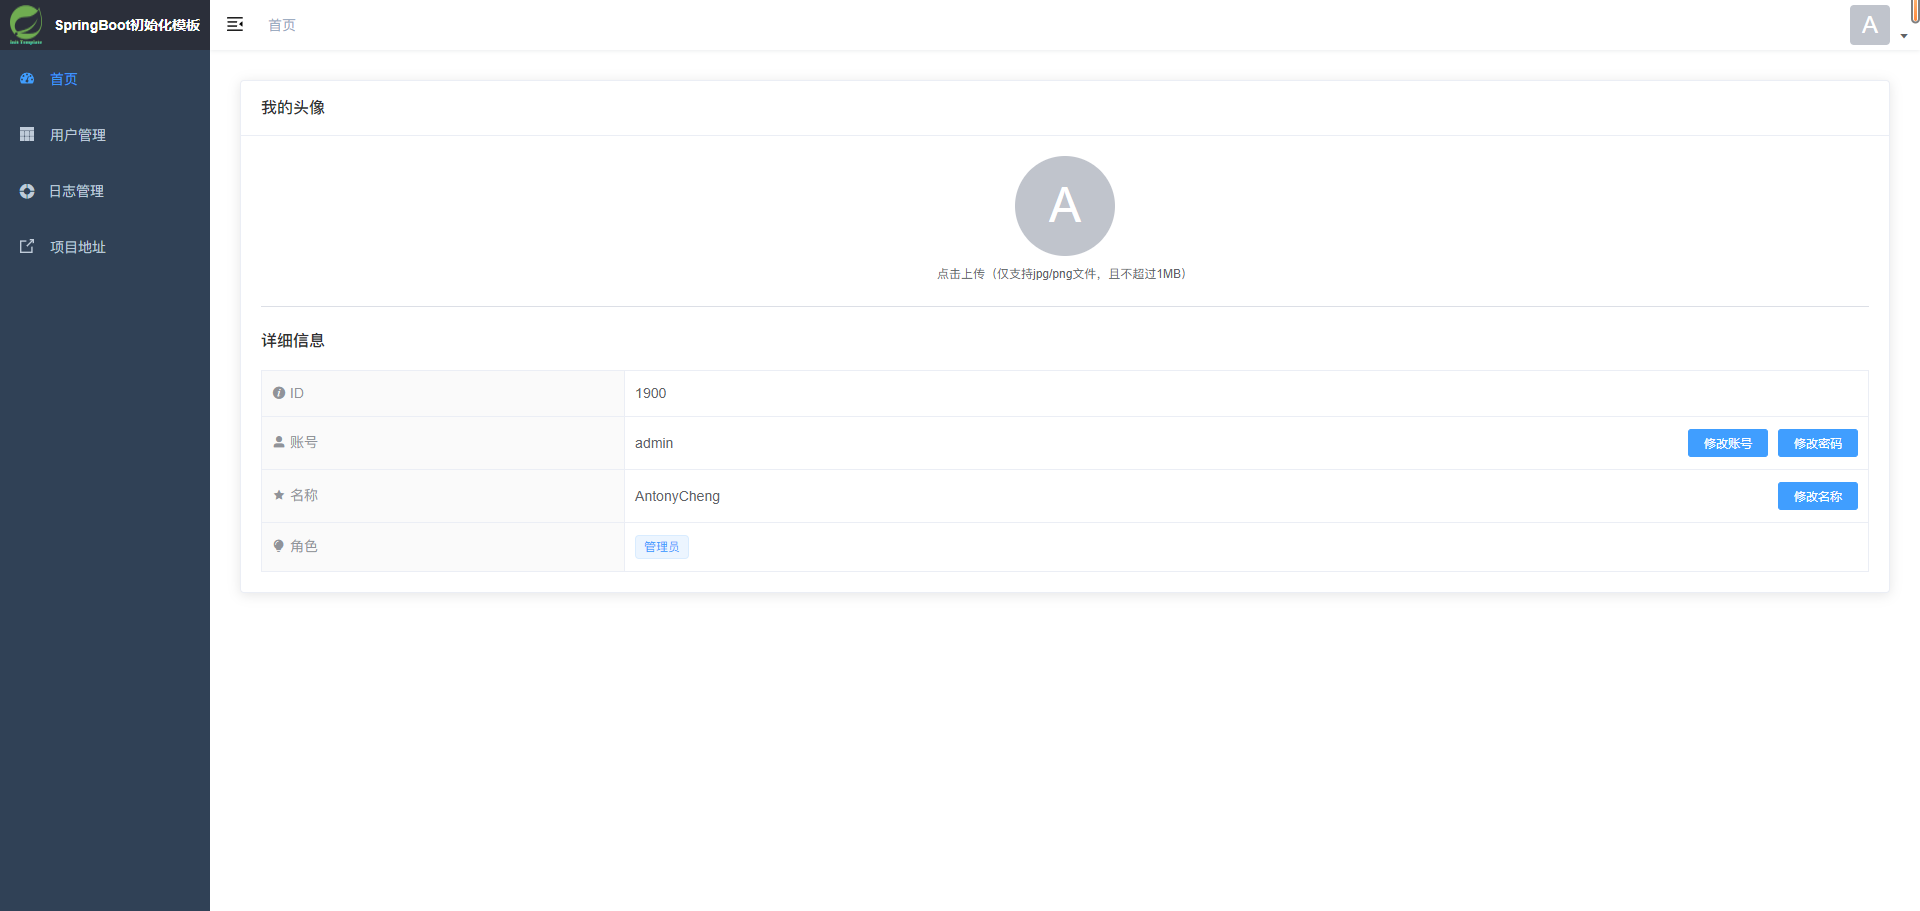 Init Template
SpringBoot初始化模板
首页
A
首页
用户管理
日志管理
项目地址
我的头像
A
点击上传（仅支持jpg/png文件，且不超过1MB）
详细信息
ID
1900
账号
admin
修改账号
修改密码
名称
AntonyCheng
修改名称
角色
管理员